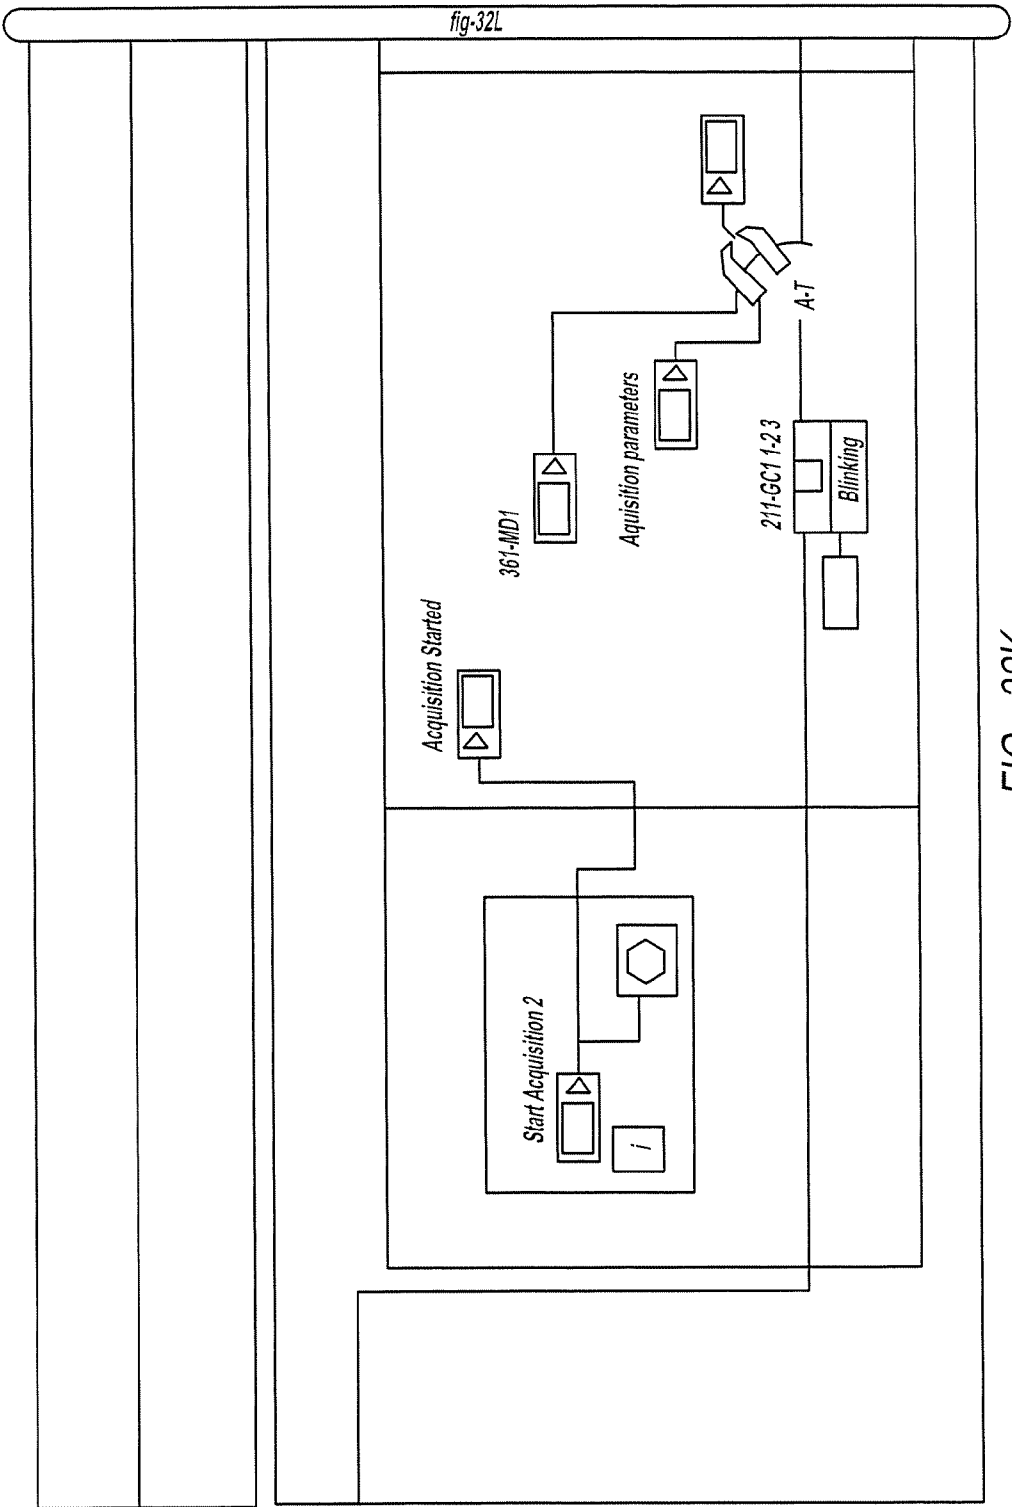 fig-32L
Acquisition Started
361-MD1
Aquisition parameters
A-T
211-GC1 1-2 3
Blinking
Start Acquisition 2
i